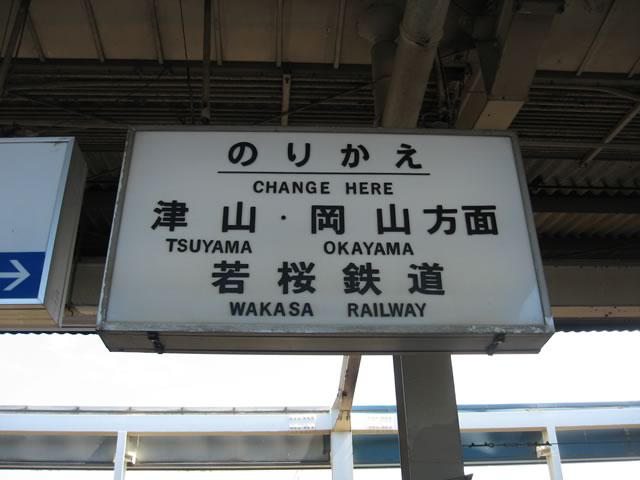 のりかえ
CHANGE HERE
津山・岡山方面
TSUYAMA OKAYAMA
若桜鉄道
WAKASA RAILWAY